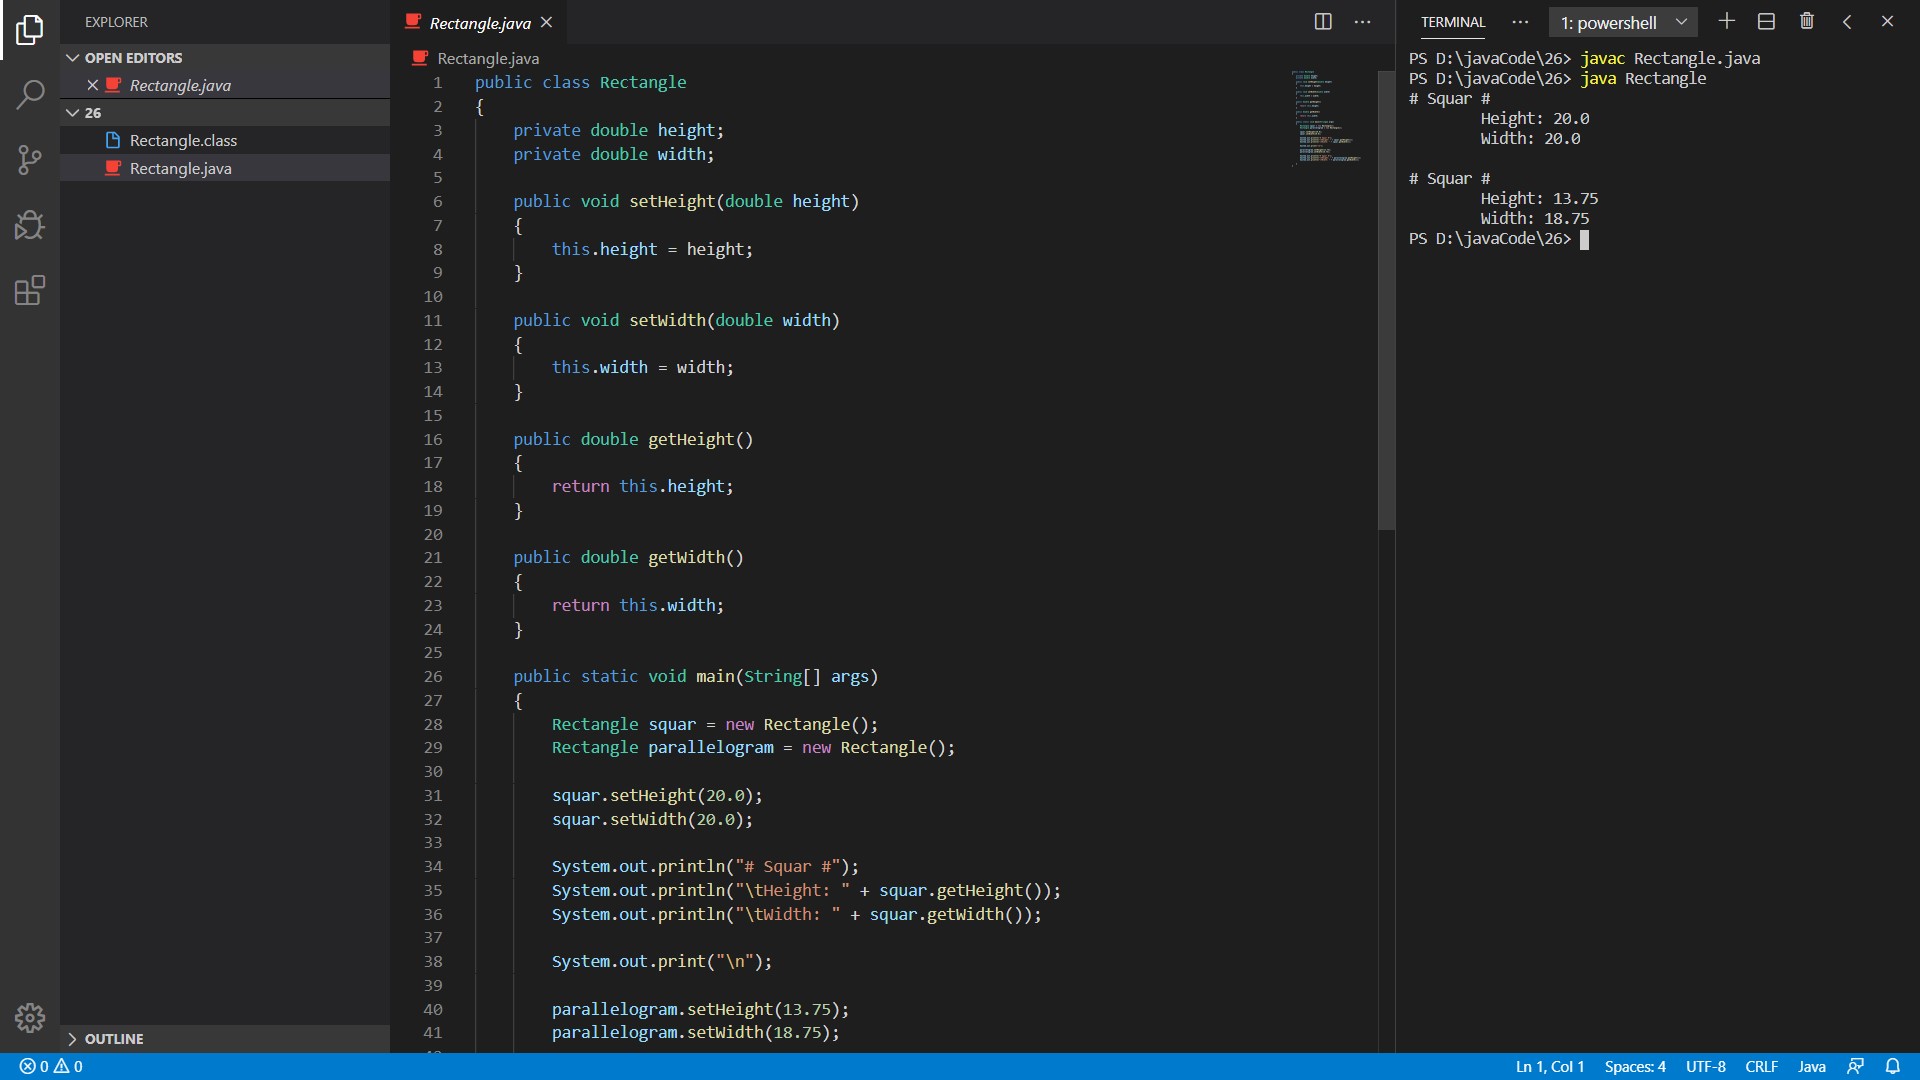 EXPLORER
OPEN EDITORS
Rectangle.java
26
Rectangle.class
Rectangle.java
OUTLINE
Rectangle.java
Rectangle.java
1 public class Rectangle
2 {
3     private double height;
4     private double width;
5
6     public void setHeight(double height)
7     {
8         this.height = height;
9     }
10
11     public void setWidth(double width)
12     {
13         this.width = width;
14     }
15
16     public double getHeight()
17     {
18         return this.height;
19     }
20
21     public double getWidth()
22     {
23         return this.width;
24     }
25
26     public static void main(String[] args)
27     {
28         Rectangle squar = new Rectangle();
29         Rectangle parallelogram = new Rectangle();
30
31         squar.setHeight(20.0);
32         squar.setWidth(20.0);
33
34         System.out.println("# Squar #");
35         System.out.println("\tHeight: " + squar.getHeight());
36         System.out.println("\tWidth: " + squar.getWidth());
37
38         System.out.print("\n");
39
40         parallelogram.setHeight(13.75);
41         parallelogram.setWidth(18.75);
TERMINAL ··· 1: powershell
PS D:\javaCode\26> javac Rectangle.java
PS D:\javaCode\26> java Rectangle
# Squar #
        Height: 20.0
        Width: 20.0

# Squar #
        Height: 13.75
        Width: 18.75
PS D:\javaCode\26>
0 0 Ln 1, Col 1 Spaces: 4 UTF-8 CRLF Java